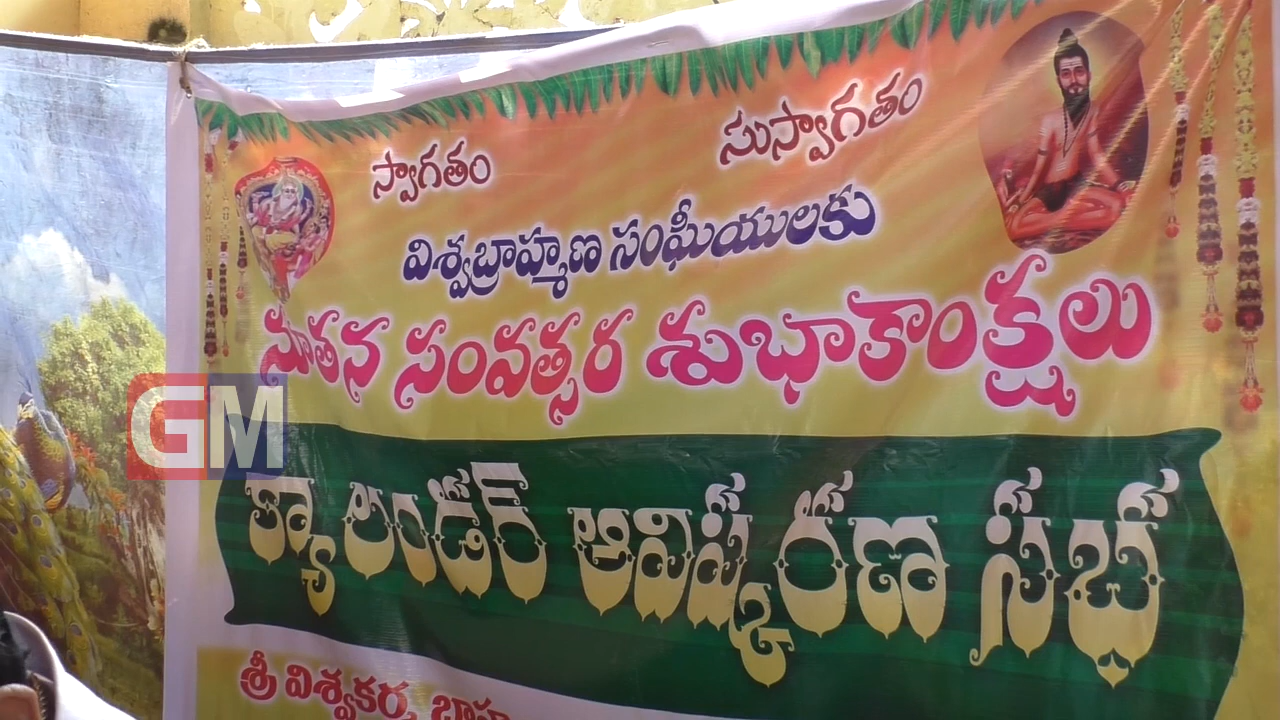 స్వాగతం సుస్వాగతం
విశ్వబ్రాహ్మణ సంఘీయులకు
నూతన సంవత్సర శుభాకాంక్షలు
GM
క్యాలండర్ ఆవిష్కరణ సభ
శ్రీ విశ్వకర్మ